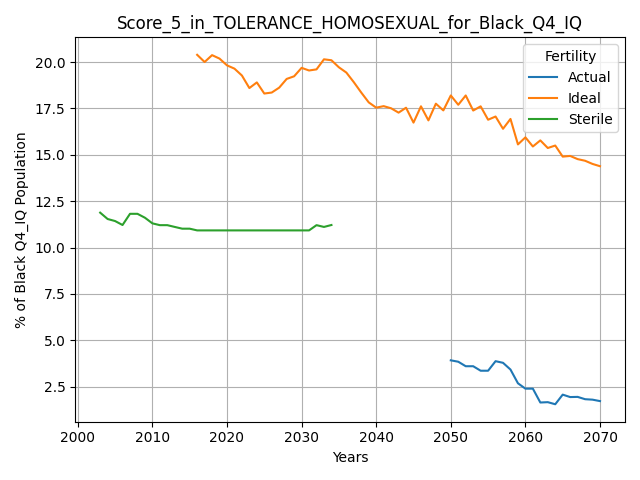 Score_5_in_TOLERANCE_HOMOSEXUAL_for_Black_Q4_IQ
Fertility
Actual
Ideal
Sterile
% of Black Q4_IQ Population
20.0
17.5
15.0
12.5
10.0
7.5
5.0
2.5
2000 2010 2020 2030 2040 2050 2060 2070
Years